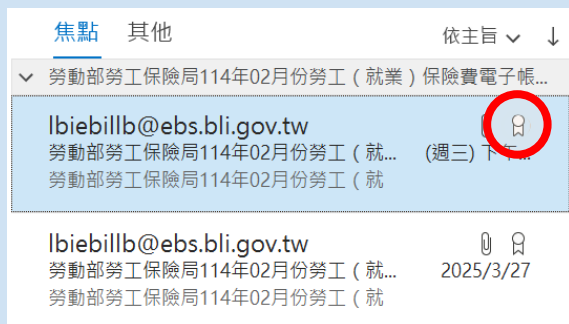 焦點 其他 依主旨
勞動部勞工保險局114年02月份勞工（就業）保險費電子帳...
lbiebillb@ebs.bli.gov.tw
勞動部勞工保險局114年02月份勞工（就... (週三) 下午...
勞動部勞工保險局114年02月份勞工（就
lbiebillb@ebs.bli.gov.tw
勞動部勞工保險局114年02月份勞工（就... 2025/3/27
勞動部勞工保險局114年02月份勞工（就